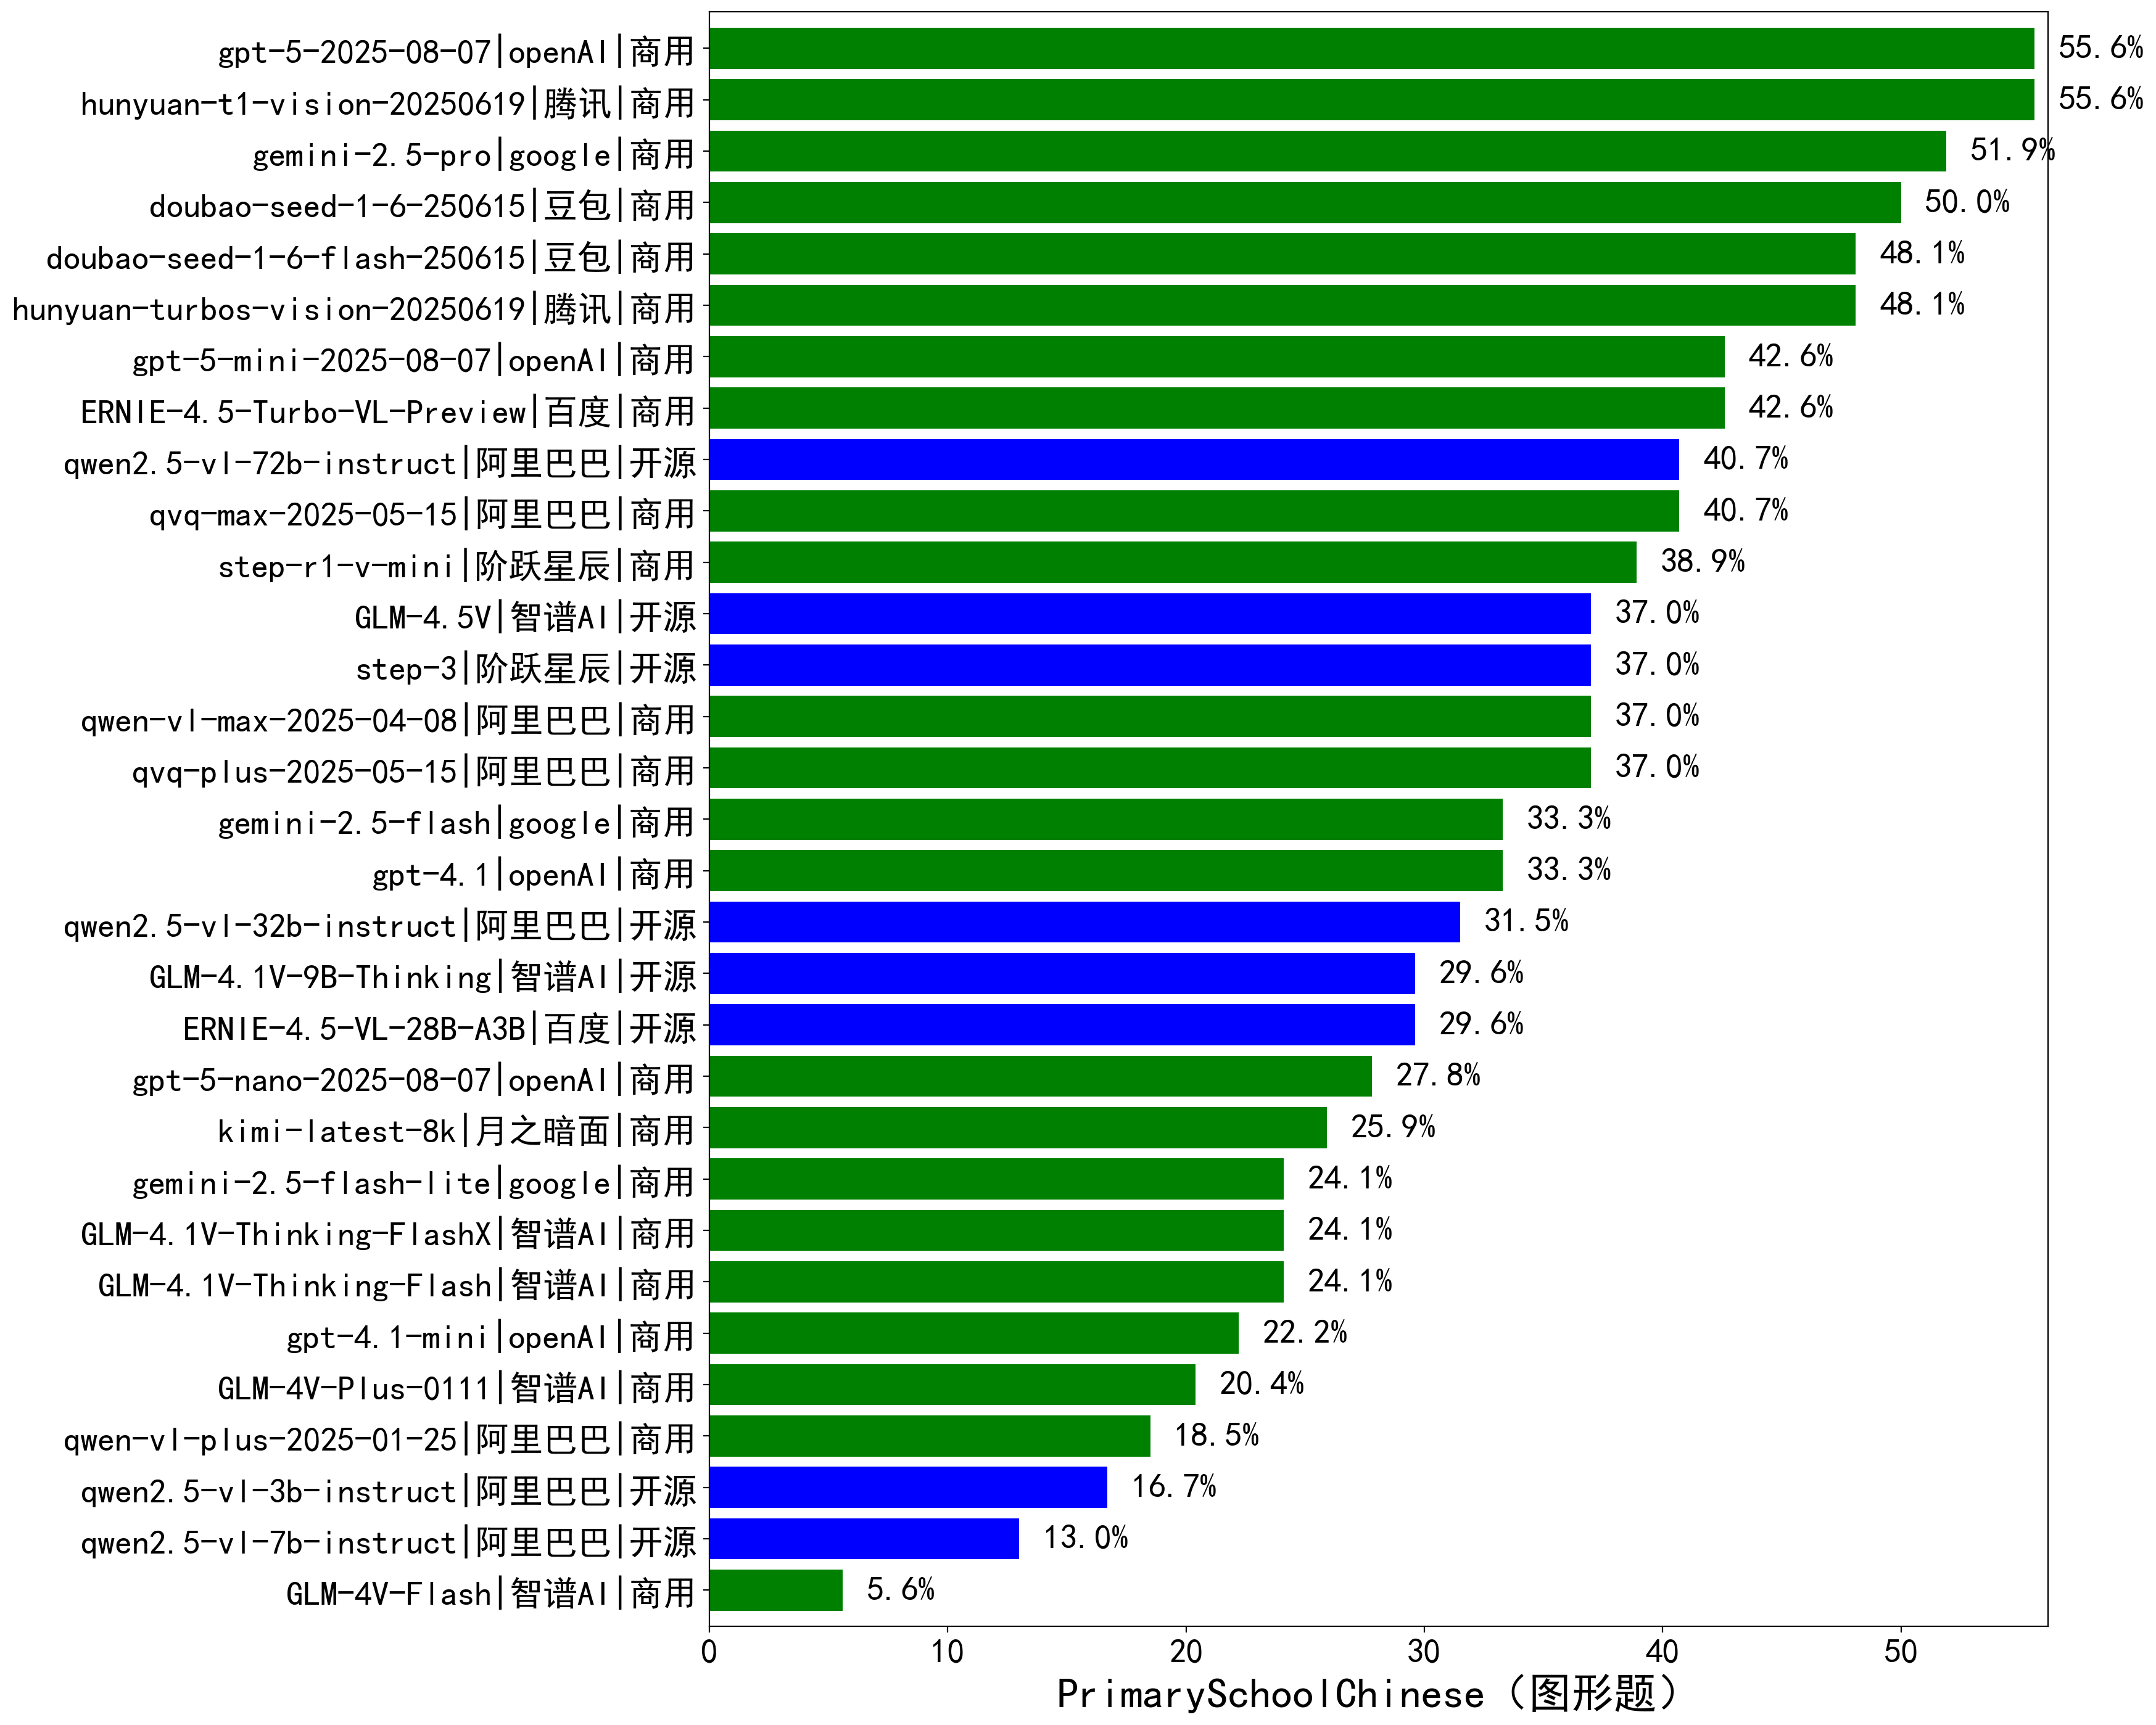 gpt-5-2025-08-07|openAI|商用 55.6%
hunyuan-t1-vision-20250619|腾讯|商用 55.6%
gemini-2.5-pro|google|商用 51.9%
doubao-seed-1-6-250615|豆包|商用 50.0%
doubao-seed-1-6-flash-250615|豆包|商用 48.1%
hunyuan-turbos-vision-20250619|腾讯|商用 48.1%
gpt-5-mini-2025-08-07|openAI|商用 42.6%
ERNIE-4.5-Turbo-VL-Preview|百度|商用 42.6%
qwen2.5-vl-72b-instruct|阿里巴巴|开源 40.7%
qvq-max-2025-05-15|阿里巴巴|商用 40.7%
step-r1-v-mini|阶跃星辰|商用 38.9%
GLM-4.5V|智谱AI|开源 37.0%
step-3|阶跃星辰|开源 37.0%
qwen-vl-max-2025-04-08|阿里巴巴|商用 37.0%
qvq-plus-2025-05-15|阿里巴巴|商用 37.0%
gemini-2.5-flash|google|商用 33.3%
gpt-4.1|openAI|商用 33.3%
qwen2.5-vl-32b-instruct|阿里巴巴|开源 31.5%
GLM-4.1V-9B-Thinking|智谱AI|开源 29.6%
ERNIE-4.5-VL-28B-A3B|百度|开源 29.6%
gpt-5-nano-2025-08-07|openAI|商用 27.8%
kimi-latest-8k|月之暗面|商用 25.9%
gemini-2.5-flash-lite|google|商用 24.1%
GLM-4.1V-Thinking-FlashX|智谱AI|商用 24.1%
GLM-4.1V-Thinking-Flash|智谱AI|商用 24.1%
gpt-4.1-mini|openAI|商用 22.2%
GLM-4V-Plus-0111|智谱AI|商用 20.4%
qwen-vl-plus-2025-01-25|阿里巴巴|商用 18.5%
qwen2.5-vl-3b-instruct|阿里巴巴|开源 16.7%
qwen2.5-vl-7b-instruct|阿里巴巴|开源 13.0%
GLM-4V-Flash|智谱AI|商用 5.6%
0 10 20 30 40 50
PrimarySchoolChinese（图形题）